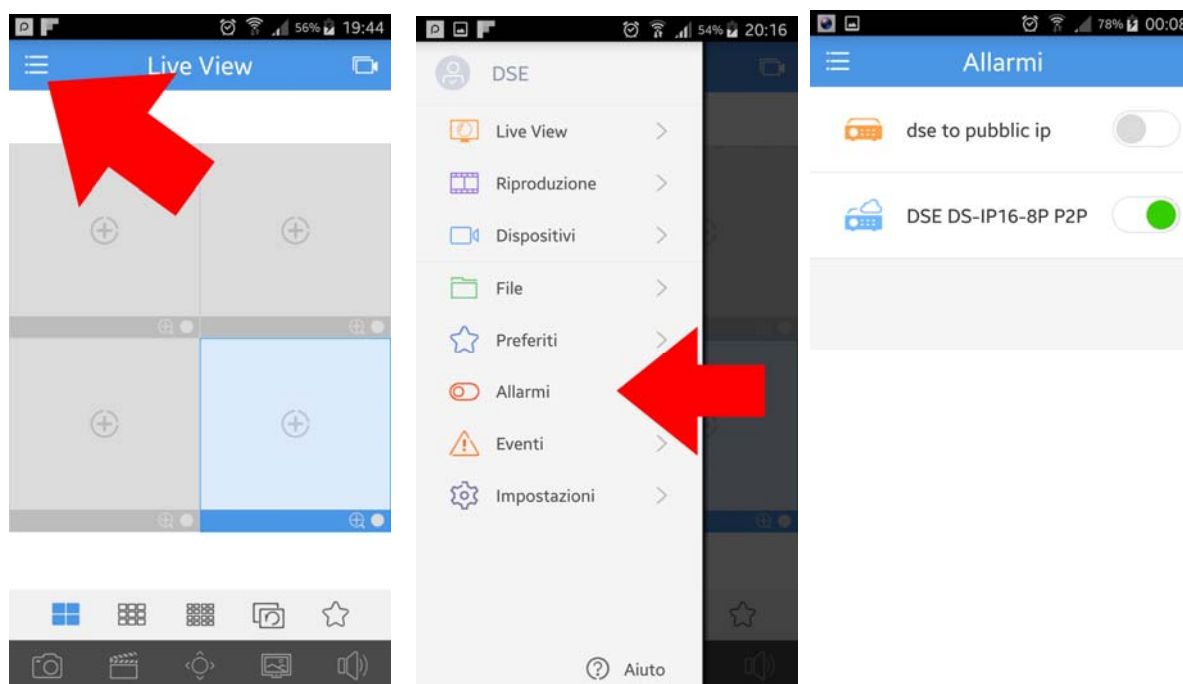 56% 19:44
Live View
54% 20:16
DSE
Live View
Riproduzione
Dispositivi
File
Preferiti
Allarmi
Eventi
Impostazioni
Aiuto
78% 00:08
Allarmi
dse to pubblic ip
DSE DS-IP16-8P P2P